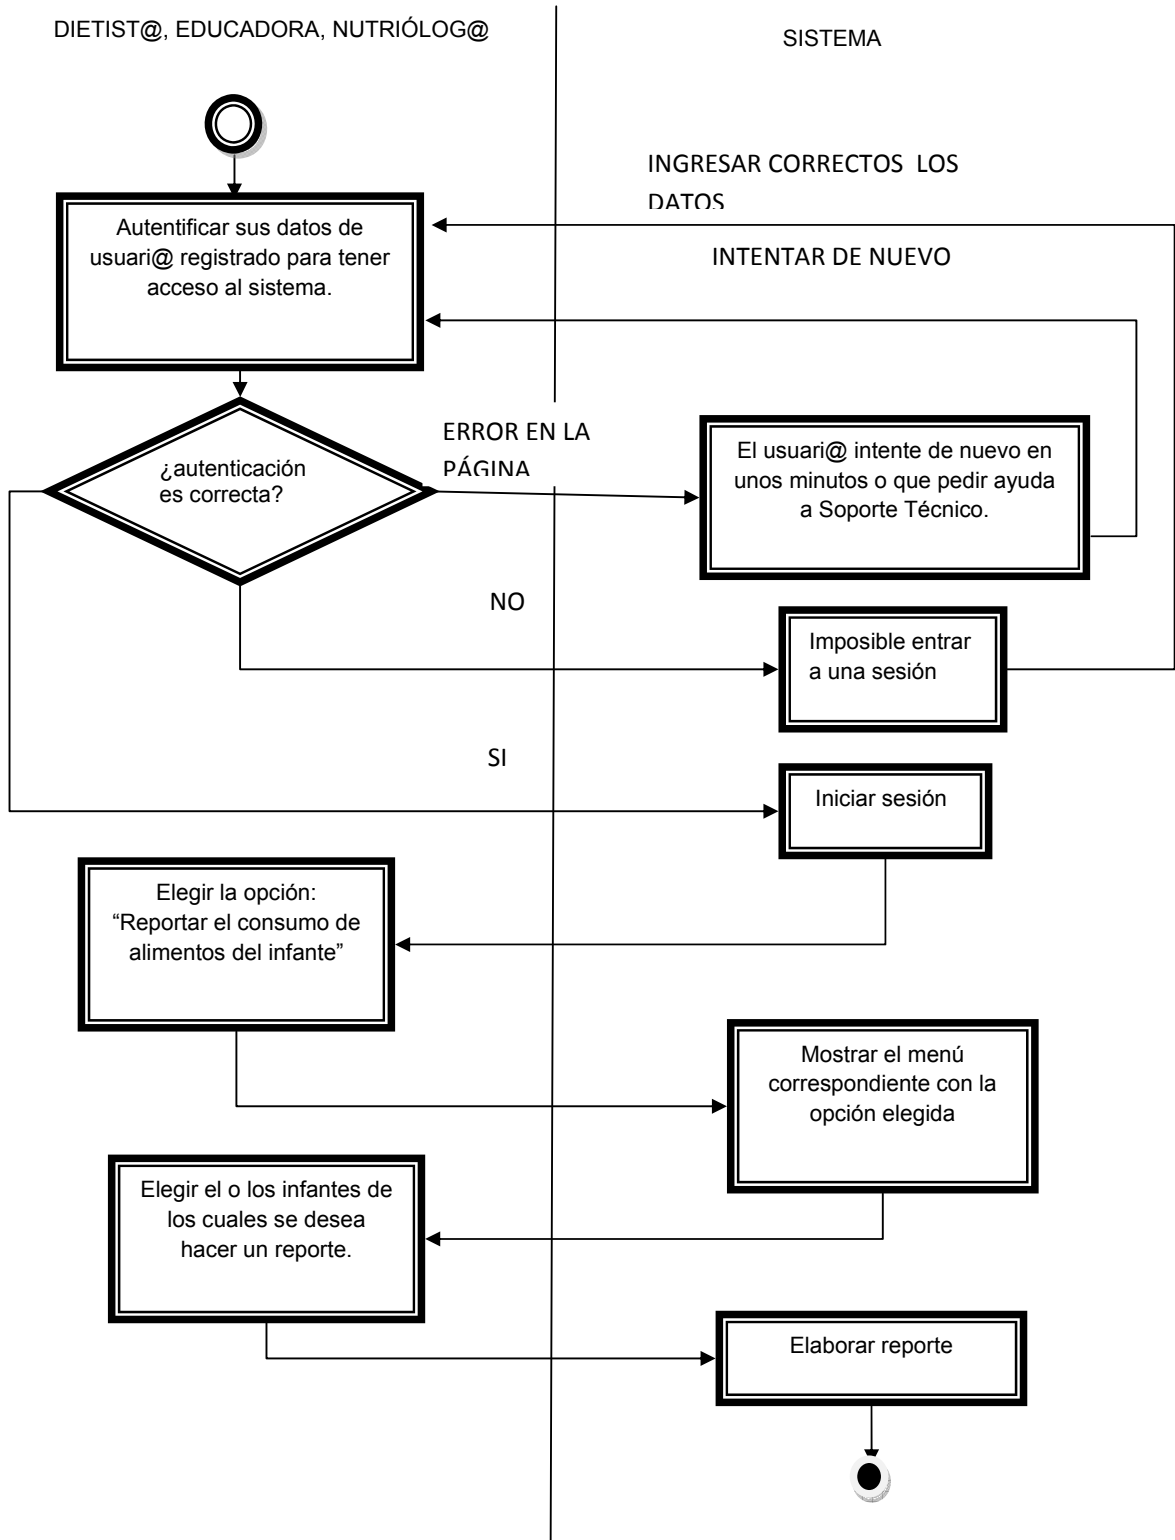 DIETIST@, EDUCADORA, NUTRIÓLOG@
SISTEMA
INGRESAR CORRECTOS LOS
DATOS
Autentificar sus datos de
usuari@ registrado para tener
acceso al sistema.
INTENTAR DE NUEVO
ERROR EN LA
PÁGINA
¿autenticación
es correcta?
El usuari@ intente de nuevo en
unos minutos o que pedir ayuda
a Soporte Técnico.
NO
Imposible entrar
a una sesión
SI
Iniciar sesión
Elegir la opción:
“Reportar el consumo de
alimentos del infante”
Mostrar el menú
correspondiente con la
opción elegida
Elegir el o los infantes de
los cuales se desea
hacer un reporte.
Elaborar reporte